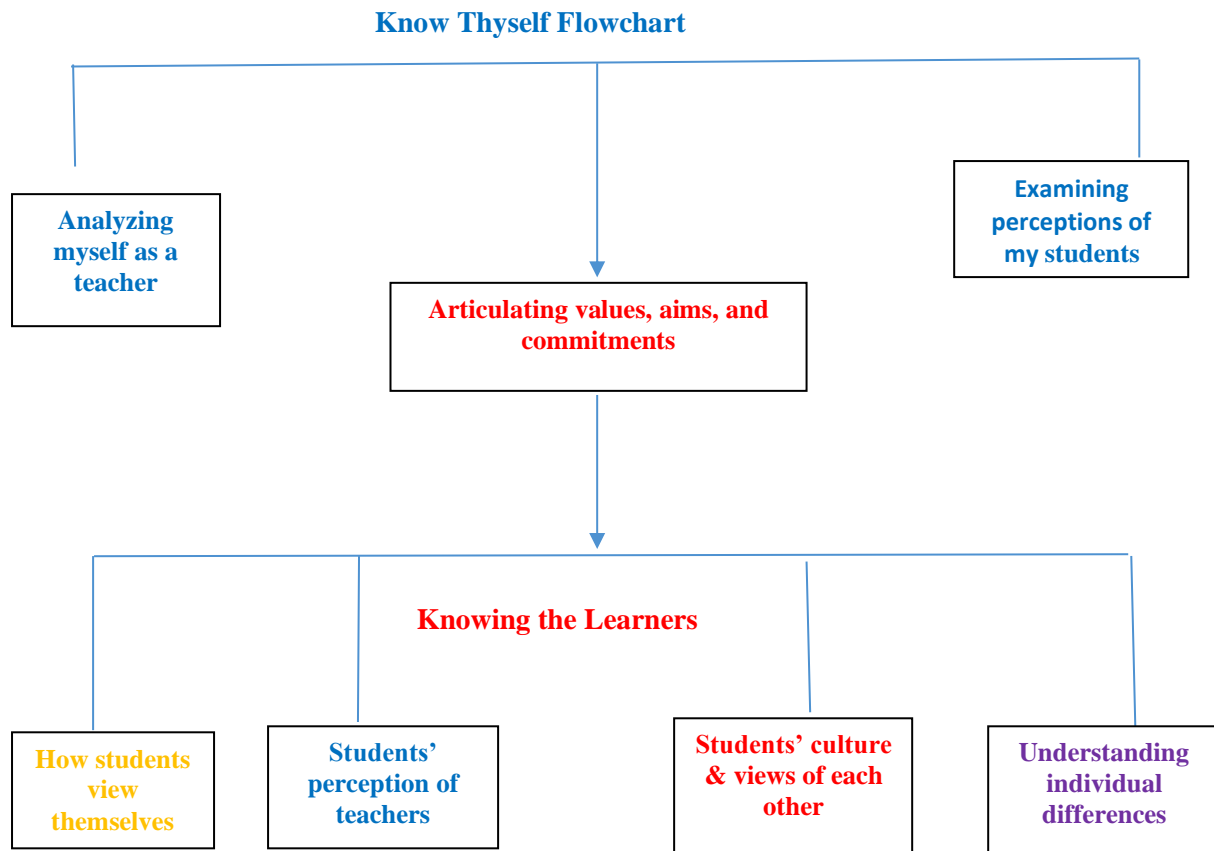 Know Thyself Flowchart
Analyzing
myself as a
teacher
Examining
perceptions of
my students
Articulating values, aims, and
commitments
Knowing the Learners
How students
view
themselves
Students’
perception of
teachers
Students’ culture
& views of each
other
Understanding
individual
differences